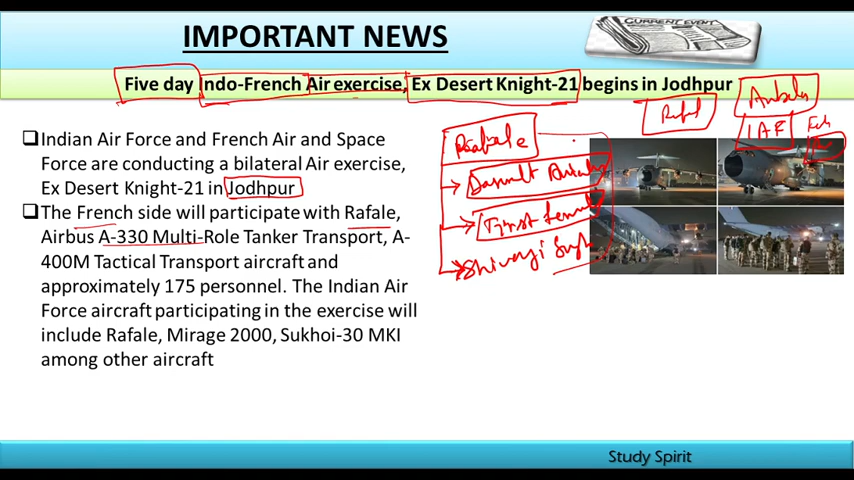 IMPORTANT NEWS
CURRENT EVENT
Five day Indo-French Air exercise, Ex Desert Knight-21 begins in Jodhpur
Ambala
Rafal
IAF
Rafale
Indian Air Force and French Air and Space
Force are conducting a bilateral Air exercise,
Ex Desert Knight-21 in Jodhpur
The French side will participate with Rafale,
Airbus A-330 Multi-Role Tanker Transport, A-
400M Tactical Transport aircraft and
approximately 175 personnel. The Indian Air
Force aircraft participating in the exercise will
include Rafale, Mirage 2000, Sukhoi-30 MKI
among other aircraft
First
Shivangi Singh
Study Spirit